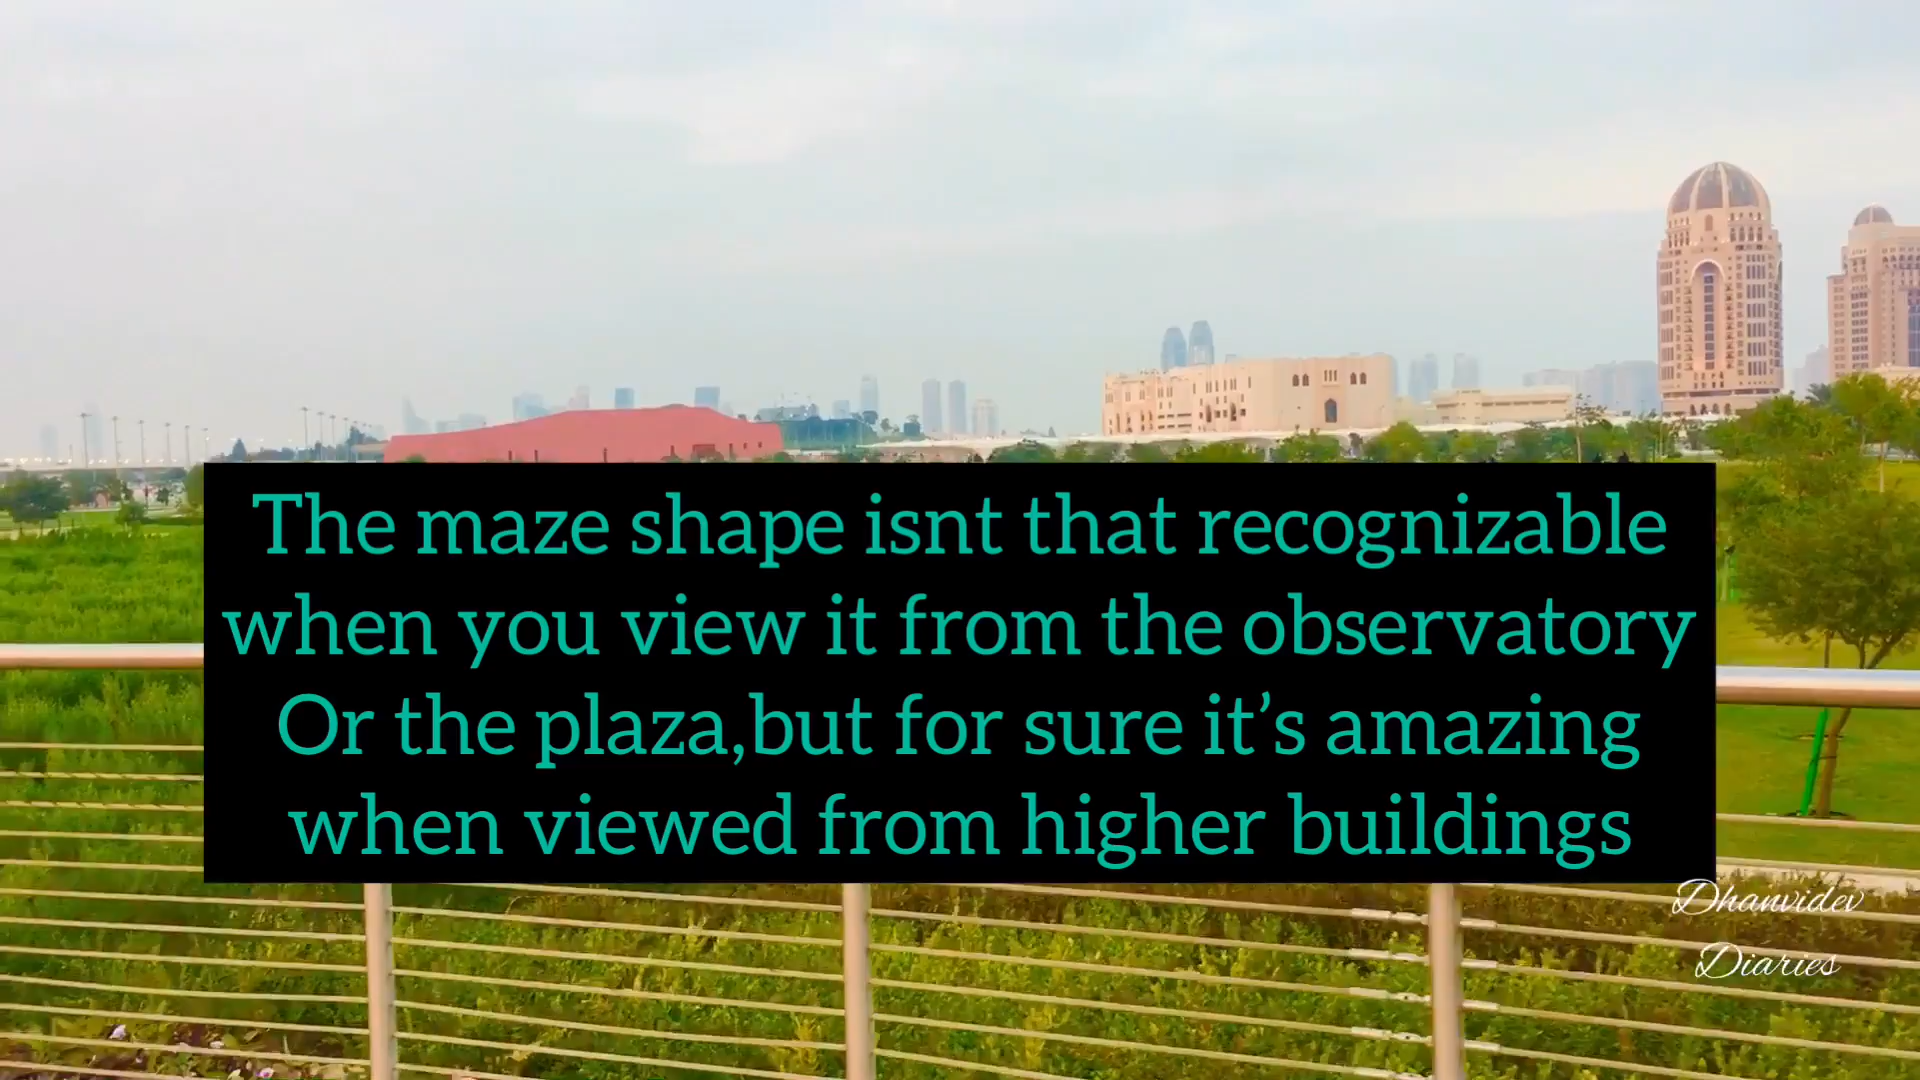 The maze shape isnt that recognizable
when you view it from the observatory
Or the plaza,but for sure it’s amazing
when viewed from higher buildings
Dhanvidev
Diaries